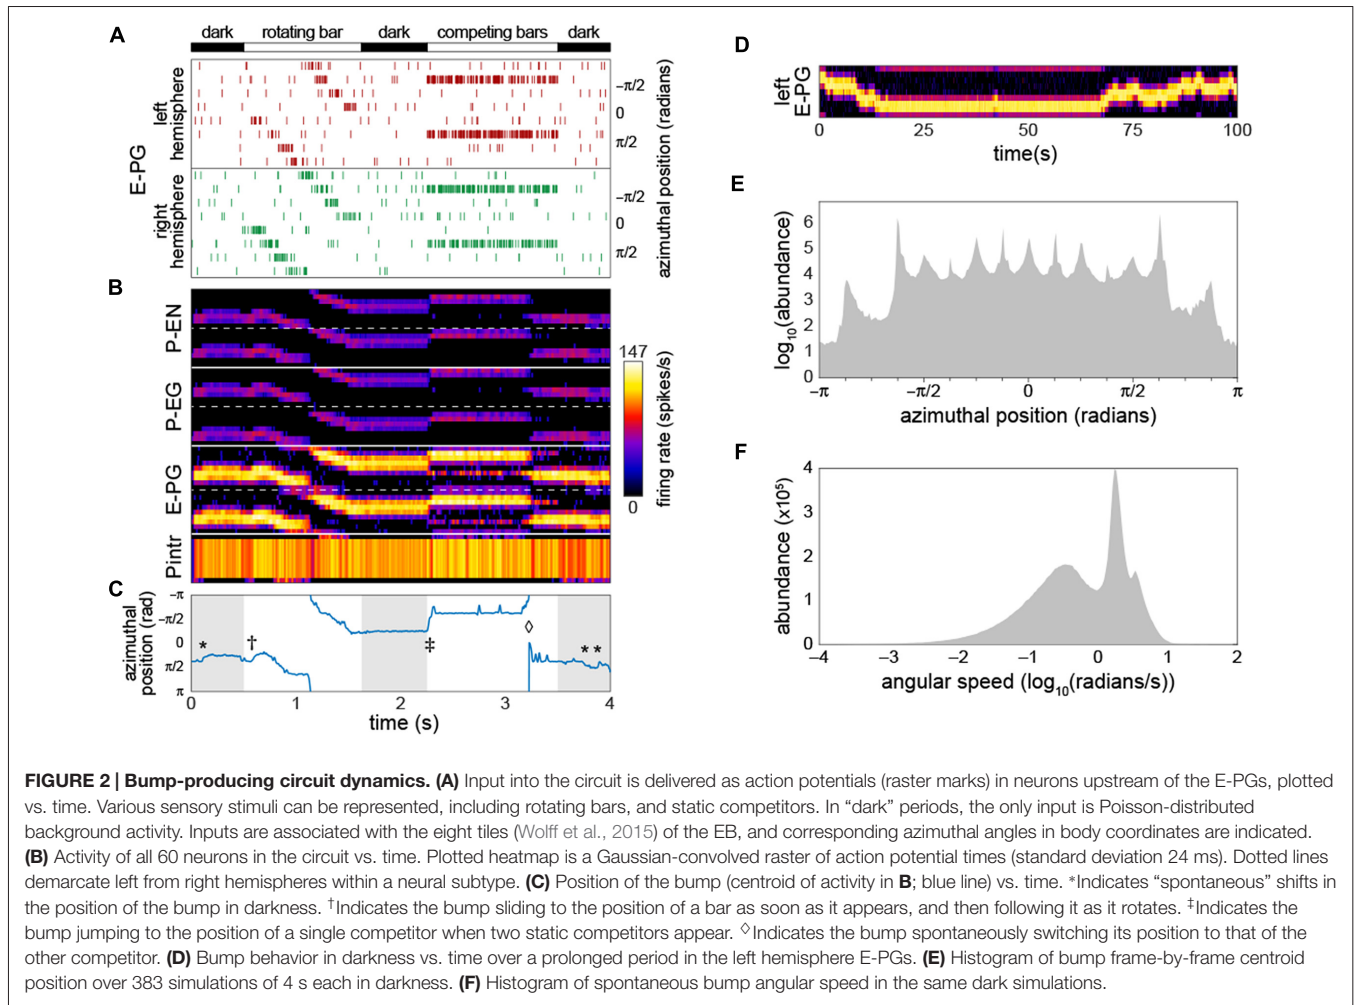 A
dark rotating bar dark competing bars dark
E-PG
left hemisphere
right hemisphere
−π/2
0
π/2
−π/2
0
π/2
azimuthal position (radians)
B
P-EN
P-EG
E-PG
Pintr
147
0
firing rate (spikes/s)
C
azimuthal position (rad)
−π
−π/2
0
π/2
π
* † ‡ ◊ * *
0 1 2 3 4
time (s)
D
left E-PG
0 25 50 75 100
time(s)
E
log10(abundance)
6
5
4
3
2
1
0
−π −π/2 0 π/2 π
azimuthal position (radians)
F
abundance (x10⁵)
4
3
2
1
0
−4 −3 −2 −1 0 1 2
angular speed (log10(radians/s))
FIGURE 2 | Bump-producing circuit dynamics. (A) Input into the circuit is delivered as action potentials (raster marks) in neurons upstream of the E-PGs, plotted
vs. time. Various sensory stimuli can be represented, including rotating bars, and static competitors. In “dark” periods, the only input is Poisson-distributed
background activity. Inputs are associated with the eight tiles (Wolff et al., 2015) of the EB, and corresponding azimuthal angles in body coordinates are indicated.
(B) Activity of all 60 neurons in the circuit vs. time. Plotted heatmap is a Gaussian-convolved raster of action potential times (standard deviation 24 ms). Dotted lines
demarcate left from right hemispheres within a neural subtype. (C) Position of the bump (centroid of activity in B; blue line) vs. time. *Indicates “spontaneous” shifts in
the position of the bump in darkness. †Indicates the bump sliding to the position of a bar as soon as it appears, and then following it as it rotates. ‡Indicates the
bump jumping to the position of a single competitor when two static competitors appear. ◊Indicates the bump spontaneously switching its position to that of the
other competitor. (D) Bump behavior in darkness vs. time over a prolonged period in the left hemisphere E-PGs. (E) Histogram of bump frame-by-frame centroid
position over 383 simulations of 4 s each in darkness. (F) Histogram of spontaneous bump angular speed in the same dark simulations.